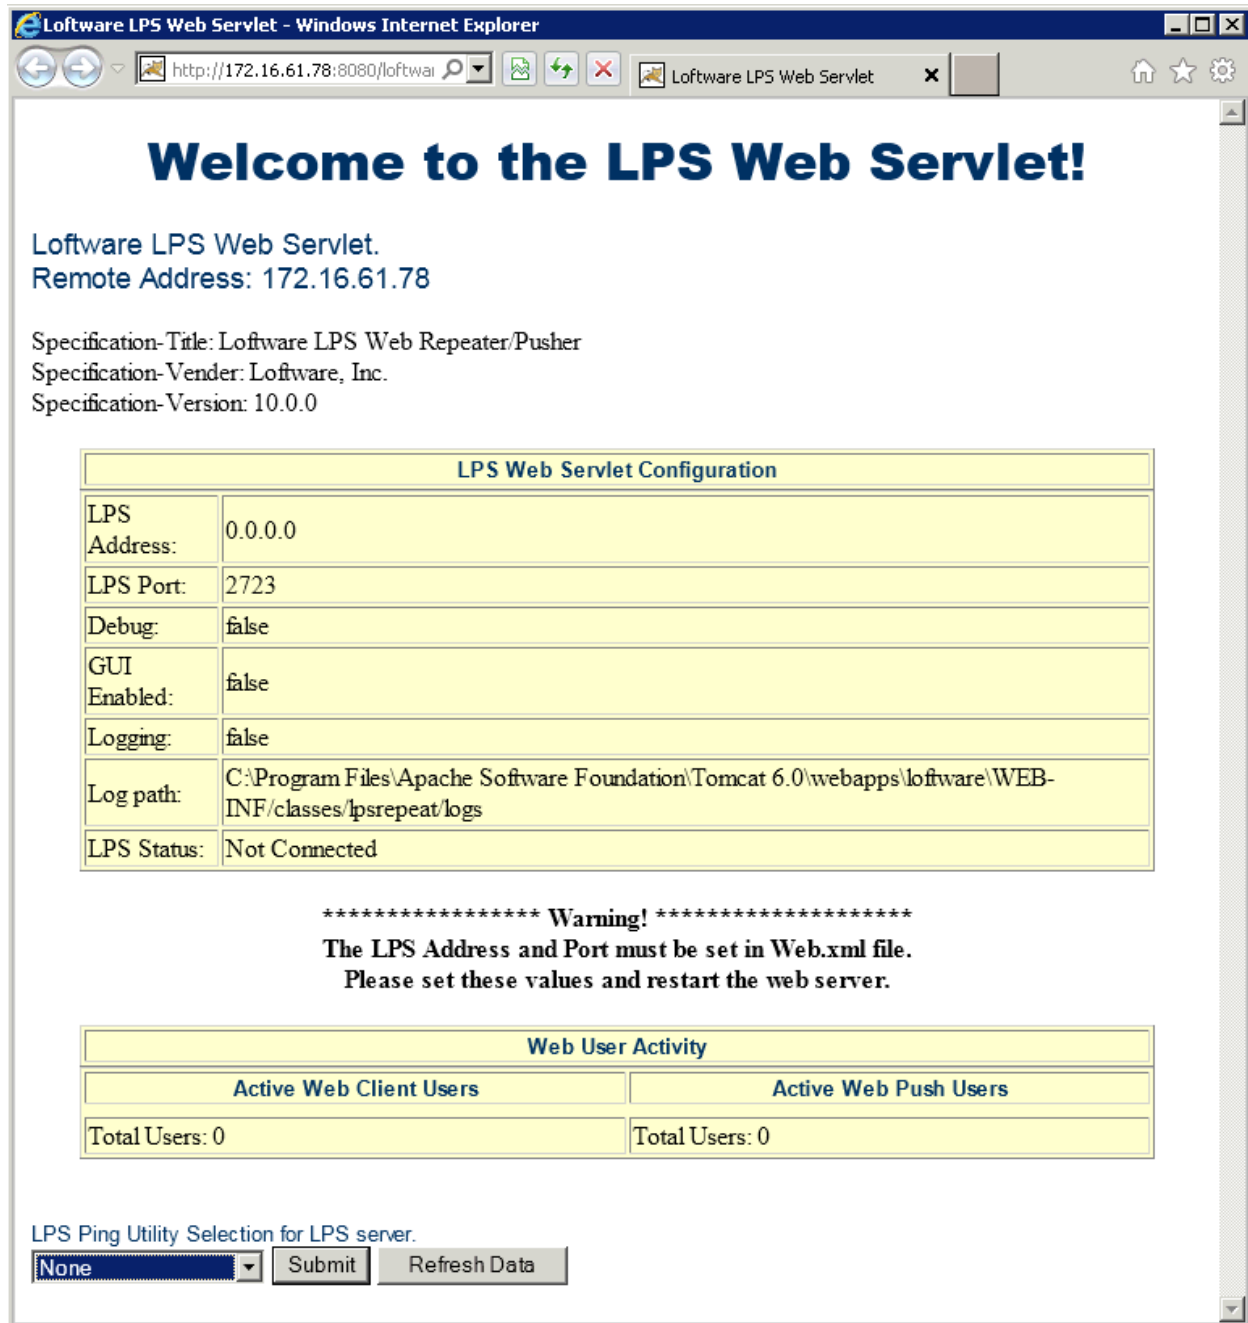 Loftware LPS Web Servlet - Windows Internet Explorer
http://172.16.61.78:8080/loftwar
Loftware LPS Web Servlet
Welcome to the LPS Web Servlet!
Loftware LPS Web Servlet.
Remote Address: 172.16.61.78
Specification-Title: Loftware LPS Web Repeater/Pusher
Specification-Vender: Loftware, Inc.
Specification-Version: 10.0.0
LPS Web Servlet Configuration
LPS
Address:
0.0.0.0
LPS Port:
2723
Debug:
false
GUI
Enabled:
false
Logging:
false
Log path:
C:\Program Files\Apache Software Foundation\Tomcat 6.0\webapps\loftware\WEB-
INF/classes/lpsrepeat/logs
LPS Status:
Not Connected
***************** Warning! ********************
The LPS Address and Port must be set in Web.xml file.
Please set these values and restart the web server.
Web User Activity
Active Web Client Users
Active Web Push Users
Total Users: 0
Total Users: 0
LPS Ping Utility Selection for LPS server.
None
Submit
Refresh Data